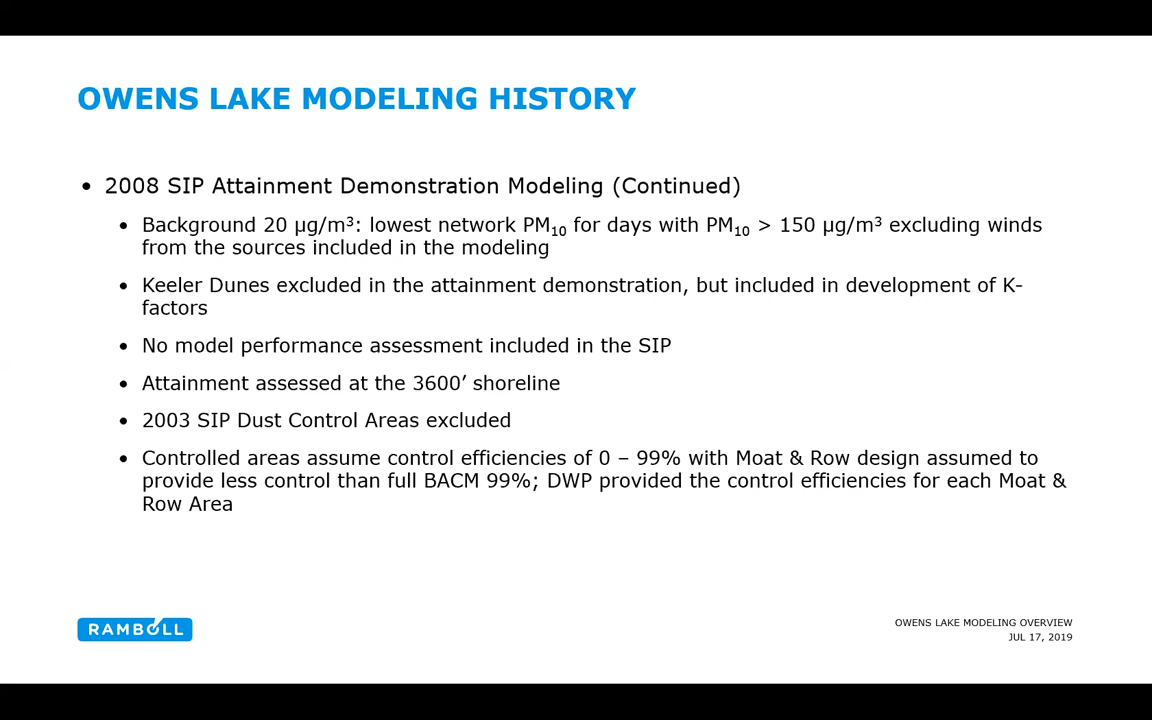 OWENS LAKE MODELING HISTORY
• 2008 SIP Attainment Demonstration Modeling (Continued)
• Background 20 µg/m³: lowest network PM₁₀ for days with PM₁₀ > 150 µg/m³ excluding winds
from the sources included in the modeling
• Keeler Dunes excluded in the attainment demonstration, but included in development of K-
factors
• No model performance assessment included in the SIP
• Attainment assessed at the 3600’ shoreline
• 2003 SIP Dust Control Areas excluded
• Controlled areas assume control efficiencies of 0 – 99% with Moat & Row design assumed to
provide less control than full BACM 99%; DWP provided the control efficiencies for each Moat &
Row Area
RAMBOLL
OWENS LAKE MODELING OVERVIEW
JUL 17, 2019